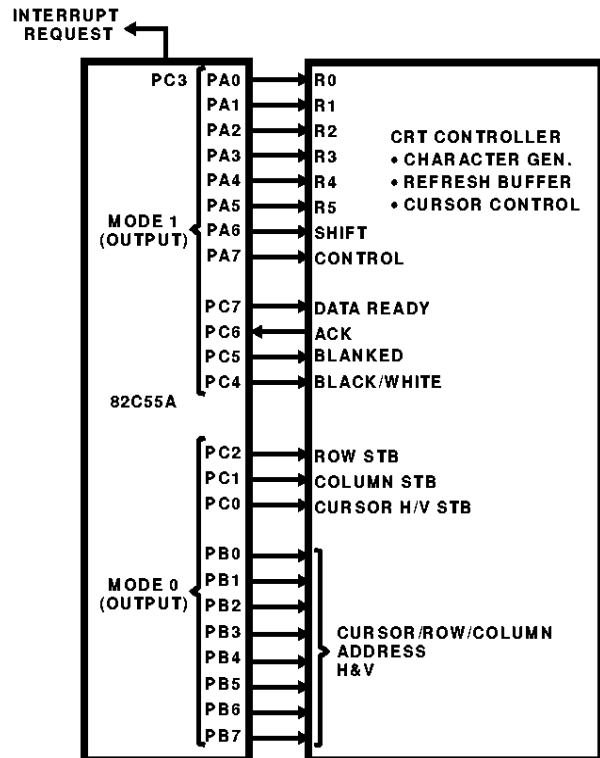 INTERRUPT
REQUEST
PC3 PA0 R0
PA1 R1
PA2 R2
PA3 R3
PA4 R4
PA5 R5
PA6 SHIFT
PA7 CONTROL
MODE 1
(OUTPUT)
CRT CONTROLLER
• CHARACTER GEN.
• REFRESH BUFFER
• CURSOR CONTROL
PC7 DATA READY
PC6 ACK
PC5 BLANKED
PC4 BLACK/WHITE
82C55A
PC2 ROW STB
PC1 COLUMN STB
PC0 CURSOR H/V STB
MODE 0
(OUTPUT)
PB0
PB1
PB2
PB3
PB4
PB5
PB6
PB7
CURSOR/ROW/COLUMN
ADDRESS
H&V